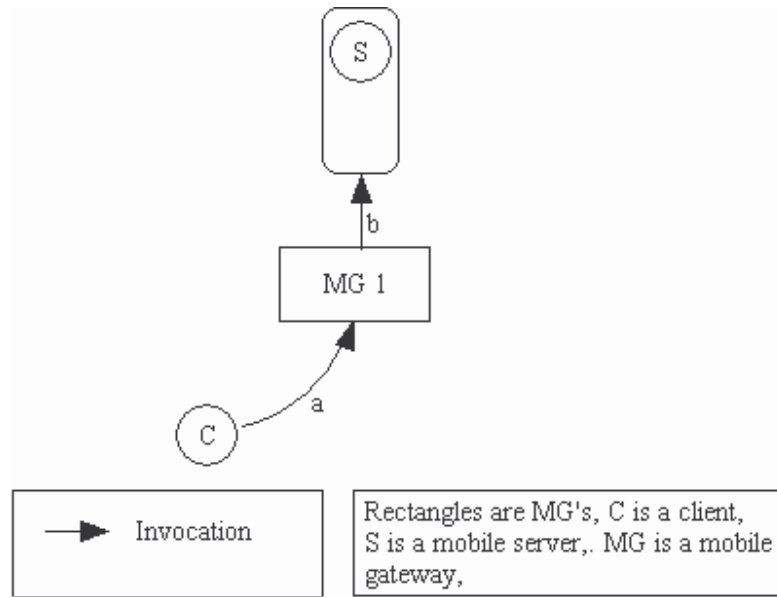 S
b
MG 1
a
C
Invocation
Rectangles are MG's, C is a client,
S is a mobile server,. MG is a mobile
gateway,